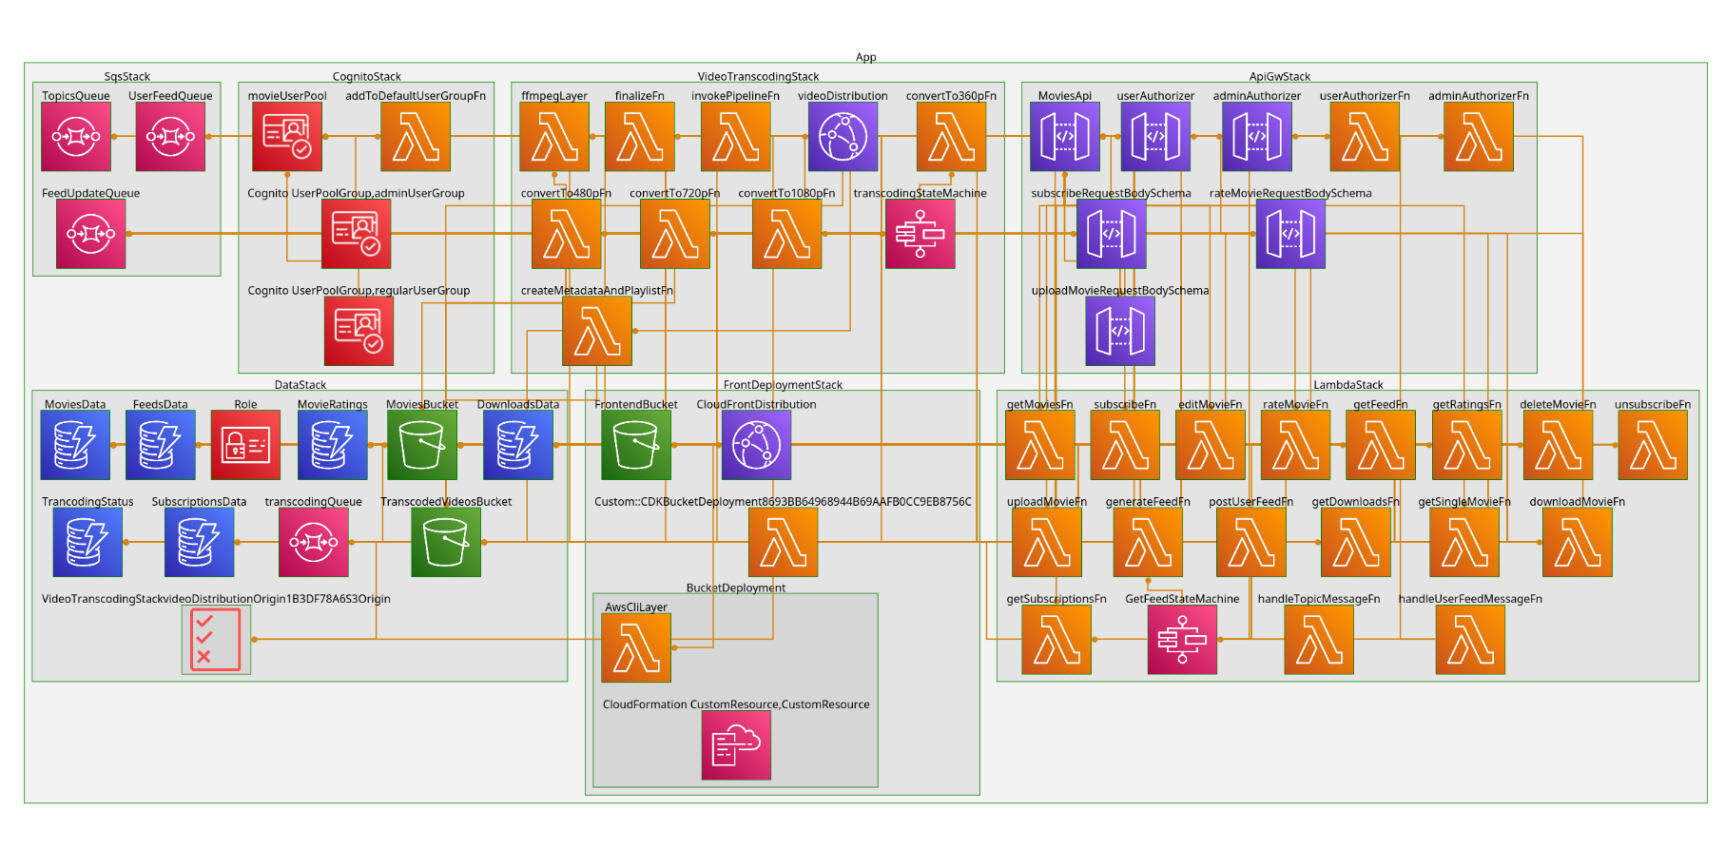 App
SqsStack
CognitoStack
VideoTranscodingStack
ApiGwStack
TopicsQueue
UserFeedQueue
movieUserPool
addToDefaultUserGroupFn
ffmpegLayer
finalizeFn
invokePipelineFn
videoDistribution
convertTo360pFn
MoviesApi
userAuthorizer
adminAuthorizer
userAuthorizerFn
adminAuthorizerFn
FeedUpdateQueue
Cognito UserPoolGroup,adminUserGroup
convertTo480pFn
convertTo720pFn
convertTo1080pFn
transcodingStateMachine
subscribeRequestBodySchema
rateMovieRequestBodySchema
Cognito UserPoolGroup,regularUserGroup
createMetadataAndPlaylistFn
uploadMovieRequestBodySchema
DataStack
FrontDeploymentStack
LambdaStack
MoviesData
FeedsData
Role
MovieRatings
MoviesBucket
DownloadsData
FrontendBucket
CloudFrontDistribution
getMoviesFn
subscribeFn
editMovieFn
rateMovieFn
getFeedFn
getRatingsFn
deleteMovieFn
unsubscribeFn
TrancodingStatus
SubscriptionsData
transcodingQueue
TranscodedVideosBucket
Custom::CDKBucketDeployment8693BB64968944B69AAFB0CC9EB8756C
uploadMovieFn
generateFeedFn
postUserFeedFn
getDownloadsFn
getSingleMovieFn
downloadMovieFn
VideoTranscodingStackvideoDistributionOrigin1B3DF78A6S3Origin
BucketDeployment
AwsCliLayer
getSubscriptionsFn
GetFeedStateMachine
handleTopicMessageFn
handleUserFeedMessageFn
CloudFormation CustomResource,CustomResource